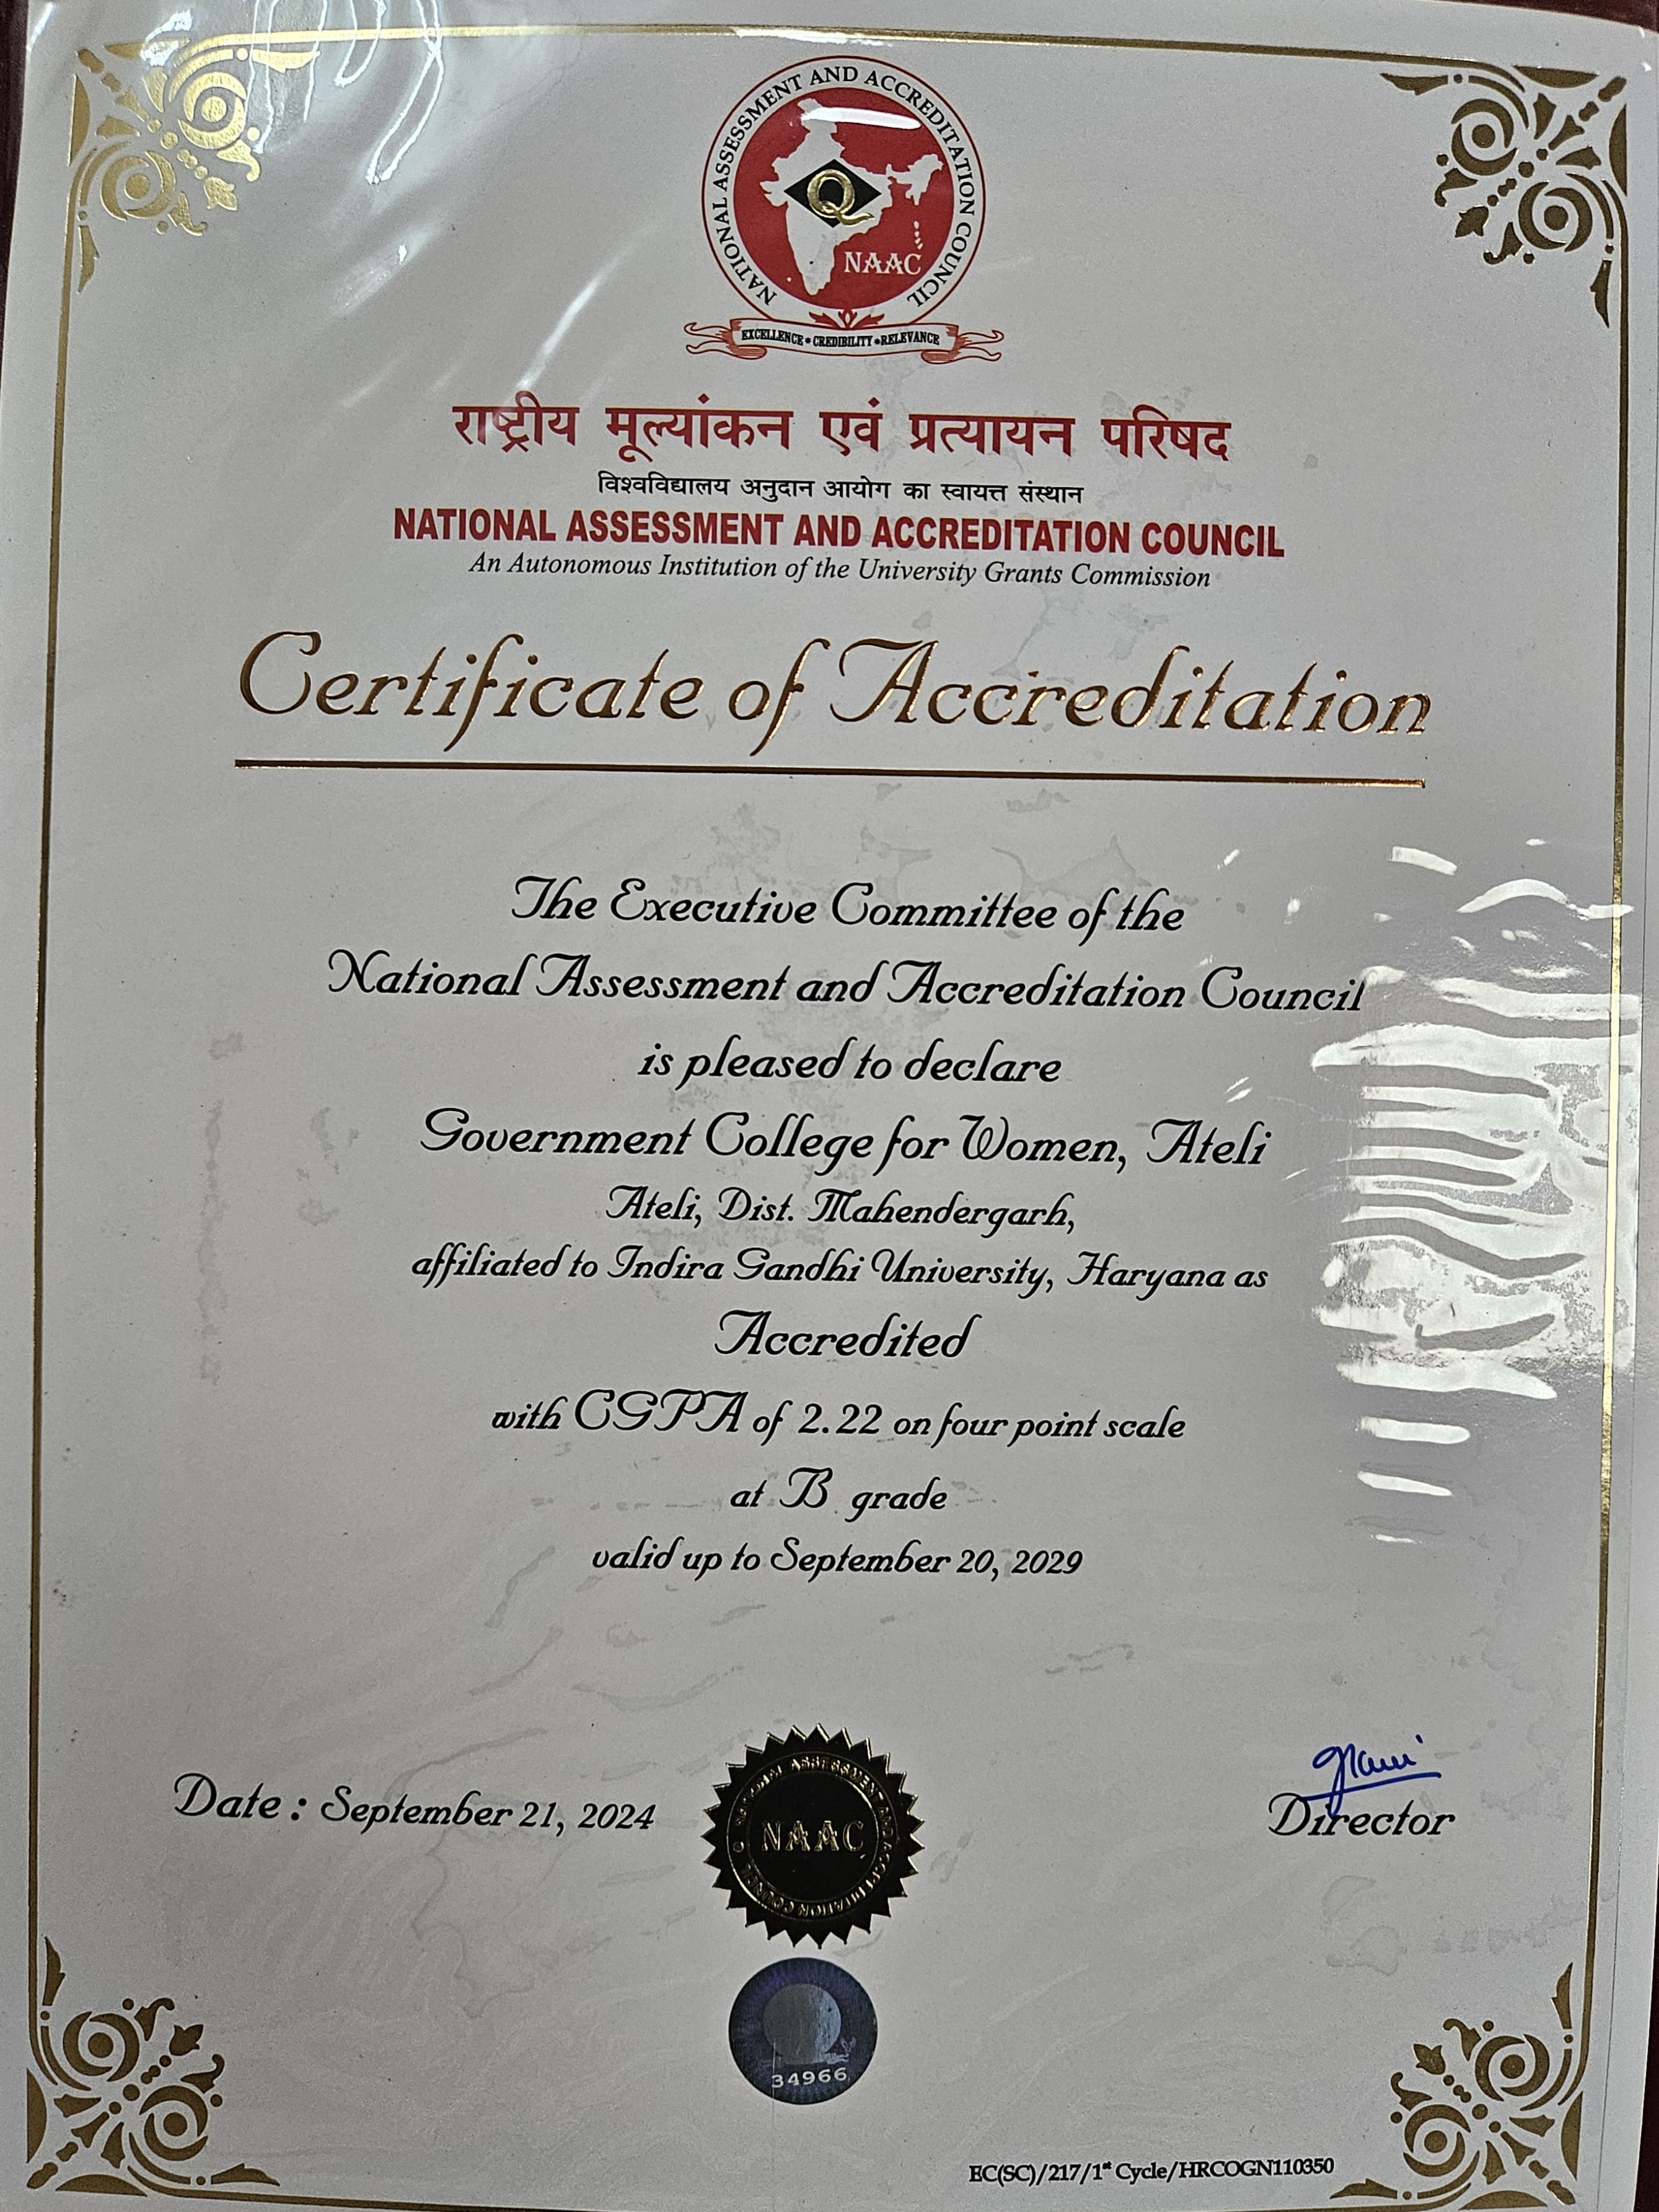 NATIONAL ASSESSMENT AND ACCREDITATION COUNCIL
Q
NAAC
EXCELLENCE • CREDIBILITY • RELEVANCE
राष्ट्रीय मूल्यांकन एवं प्रत्यायन परिषद
विश्वविद्यालय अनुदान आयोग का स्वायत्त संस्थान
NATIONAL ASSESSMENT AND ACCREDITATION COUNCIL
An Autonomous Institution of the University Grants Commission
Certificate of Accreditation
The Executive Committee of the
National Assessment and Accreditation Council
is pleased to declare
Government College for Women, Ateli
Ateli, Dist. Mahendergarh,
affiliated to Indira Gandhi University, Haryana as
Accredited
with CGPA of 2.22 on four point scale
at B grade
valid up to September 20, 2029
Date : September 21, 2024
NATIONAL ASSESSMENT AND ACCREDITATION COUNCIL
NAAC
Director
34966
EC(SC)/217/1st Cycle/HRCOGN110350